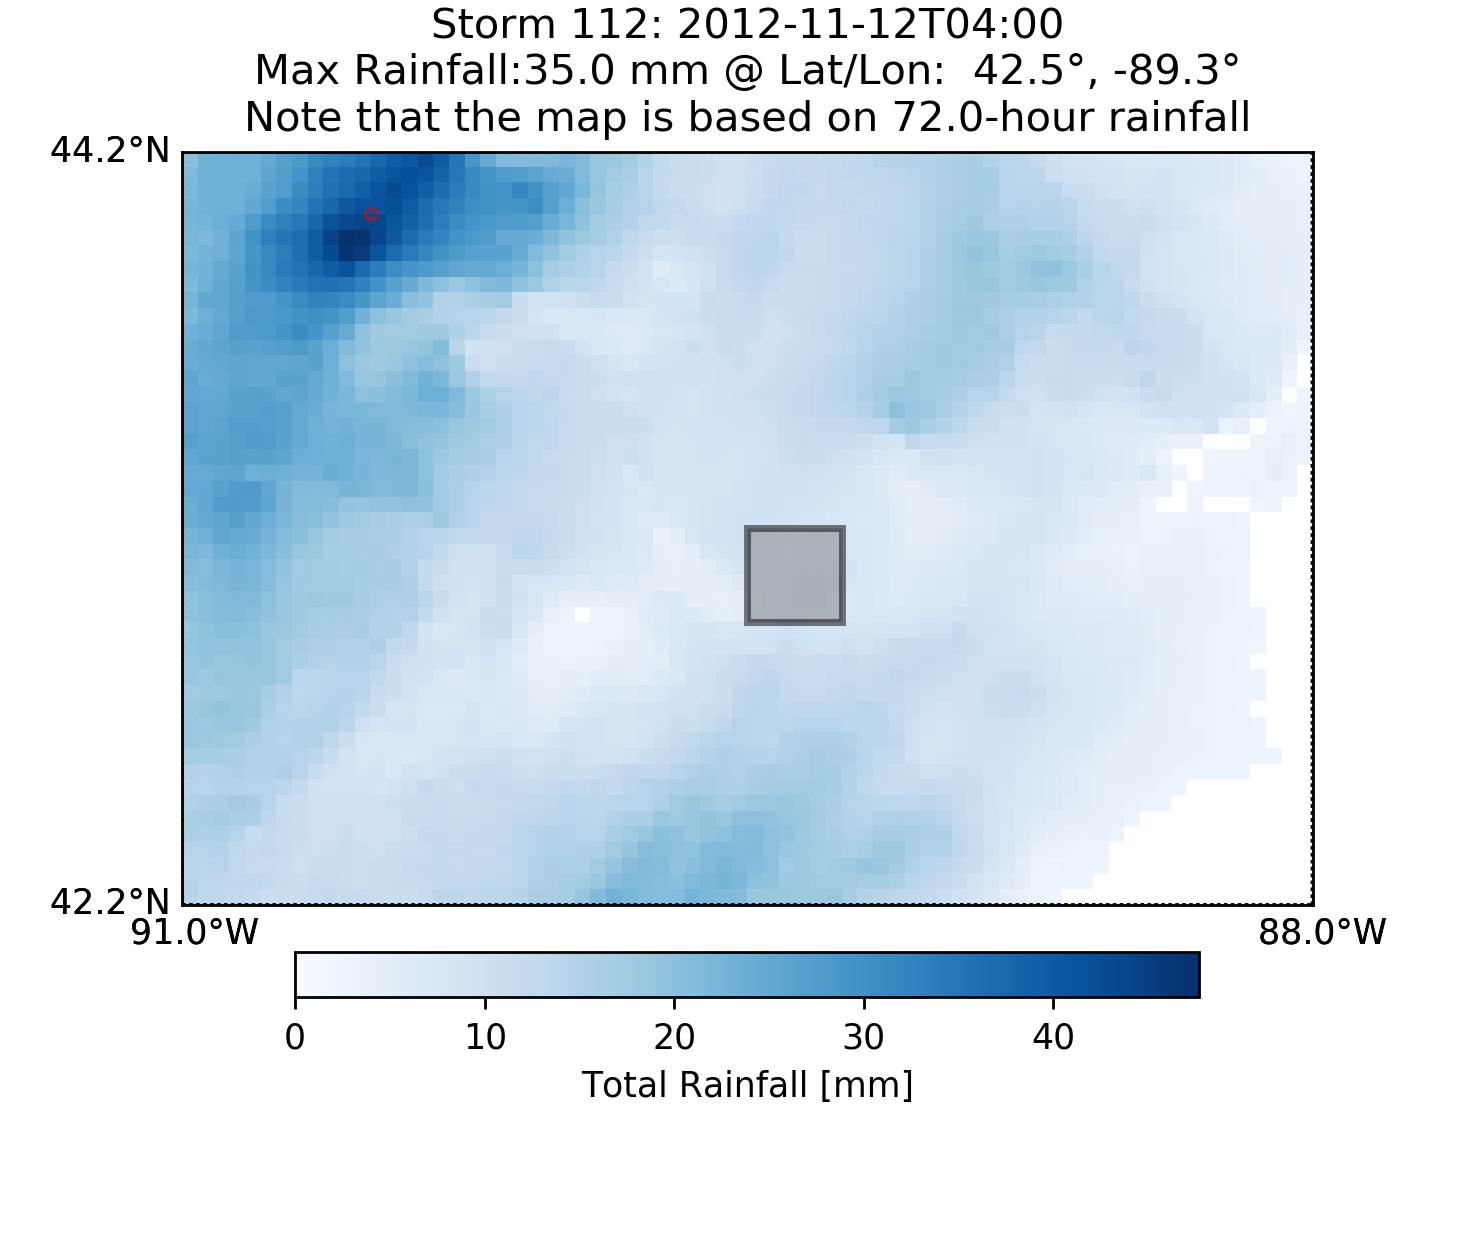 Storm 112: 2012-11-12T04:00
Max Rainfall:35.0 mm @ Lat/Lon:  42.5°, -89.3°
Note that the map is based on 72.0-hour rainfall
44.2°N
42.2°N
91.0°W 88.0°W
0 10 20 30 40
Total Rainfall [mm]